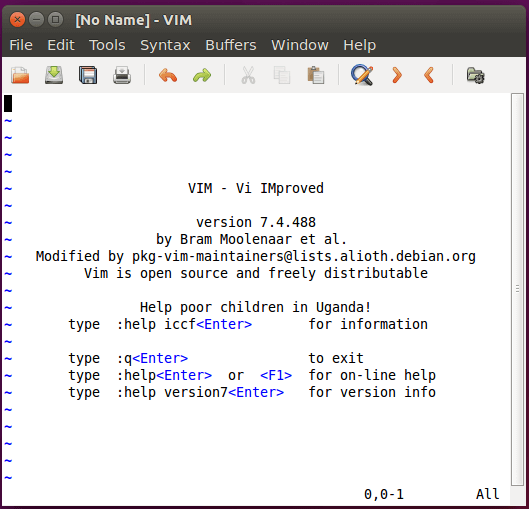 [No Name] - VIM
File Edit Tools Syntax Buffers Window Help
~
~
~
~
~ VIM - Vi IMproved
~
~ version 7.4.488
~ by Bram Moolenaar et al.
~ Modified by pkg-vim-maintainers@lists.alioth.debian.org
~ Vim is open source and freely distributable
~
~ Help poor children in Uganda!
~ type :help iccf<Enter> for information
~
~ type :q<Enter> to exit
~ type :help<Enter> or <F1> for on-line help
~ type :help version7<Enter> for version info
~
~
~
~
~
0,0-1 All